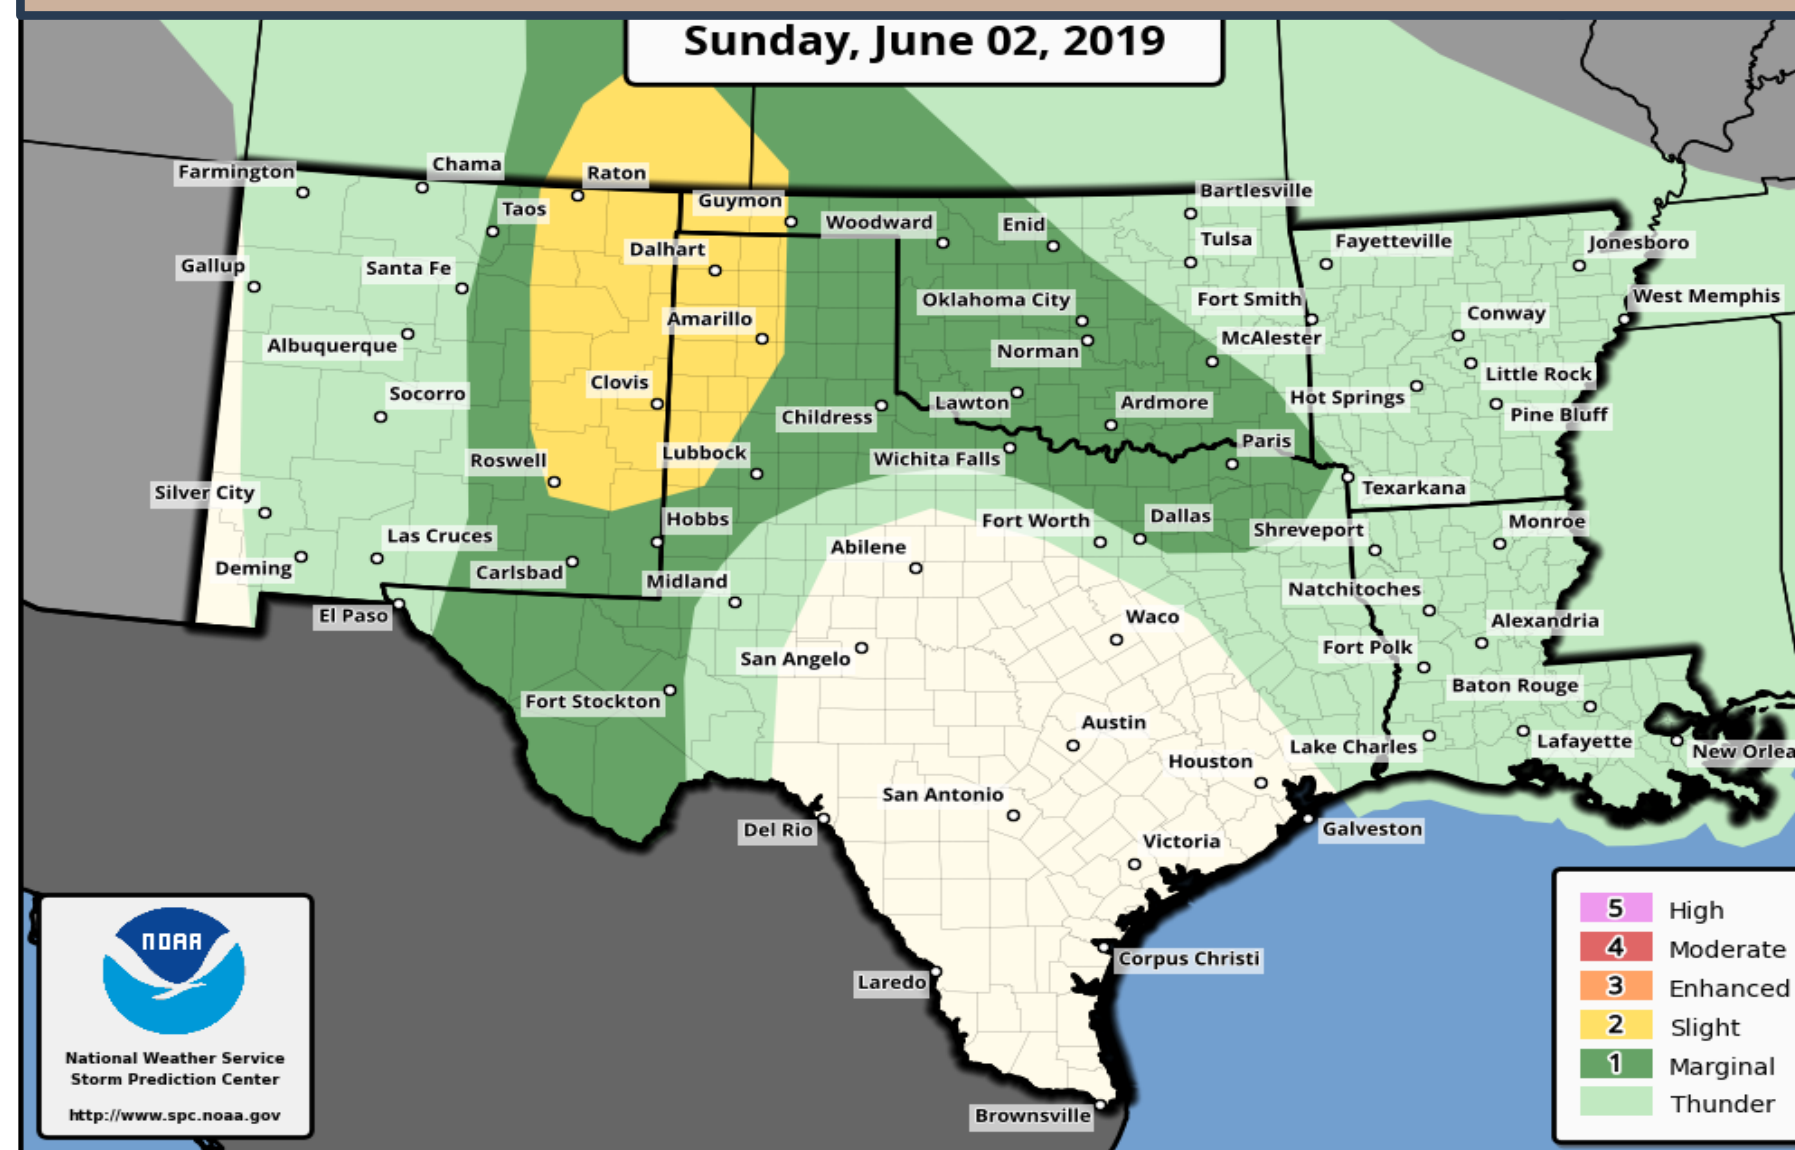 Sunday, June 02, 2019
Farmington
Chama
Raton
Taos
Guymon
Woodward
Enid
Bartlesville
Tulsa
Fayetteville
Jonesboro
Gallup
Santa Fe
Dalhart
Amarillo
Oklahoma City
Fort Smith
West Memphis
Conway
Albuquerque
Norman
McAlester
Little Rock
Clovis
Socorro
Childress
Lawton
Ardmore
Hot Springs
Pine Bluff
Roswell
Lubbock
Wichita Falls
Paris
Texarkana
Silver City
Las Cruces
Hobbs
Fort Worth
Dallas
Shreveport
Monroe
Deming
Carlsbad
Midland
Abilene
Natchitoches
El Paso
Waco
Alexandria
San Angelo
Fort Polk
Fort Stockton
Baton Rouge
Austin
Lake Charles
Lafayette
New Orlea
Houston
San Antonio
Del Rio
Victoria
Galveston
Corpus Christi
Laredo
Brownsville
NOAA
National Weather Service
Storm Prediction Center
http://www.spc.noaa.gov
5 High
4 Moderate
3 Enhanced
2 Slight
1 Marginal
Thunder